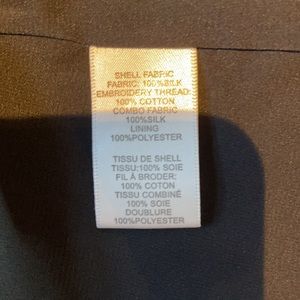 SHELL FABRIC
FABRIC: 100%SILK
EMBROIDERY THREAD:
100% COTTON
COMBO FABRIC
100%SILK
LINING
100%POLYESTER
TISSU DE SHELL
TISSU:100% SOIE
FIL À BRODER:
100% COTON
TISSU COMBINÉ
100% SOIE
DOUBLURE
100%POLYESTER